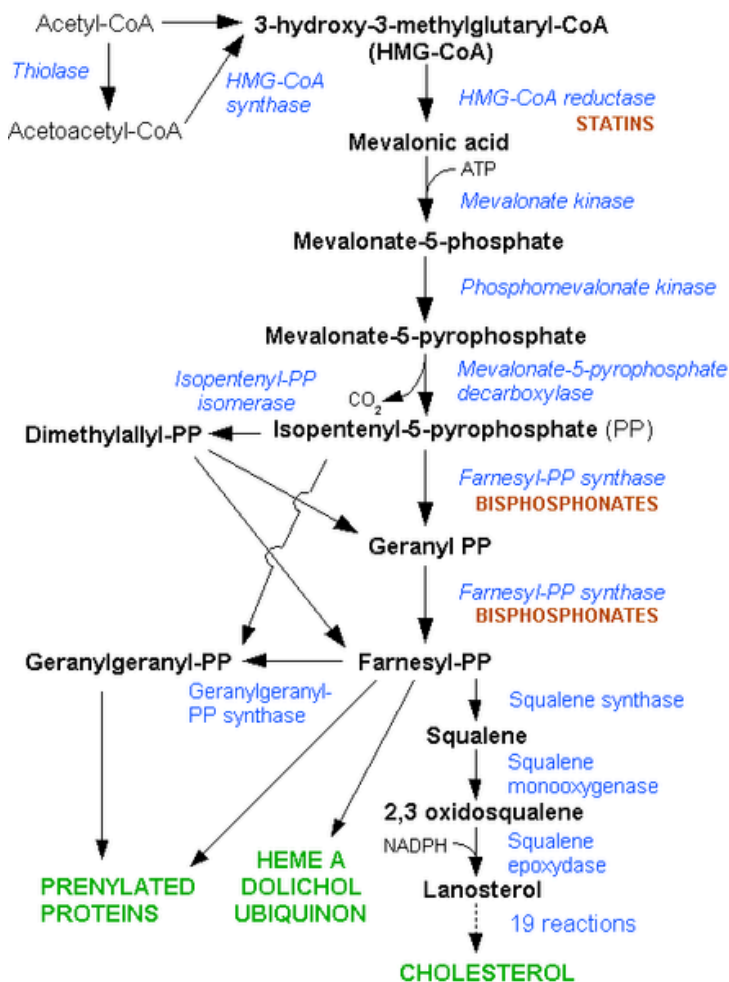 Acetyl-CoA
3-hydroxy-3-methylglutaryl-CoA
(HMG-CoA)
Thiolase
HMG-CoA
synthase
HMG-CoA reductase
STATINS
Acetoacetyl-CoA
Mevalonic acid
ATP
Mevalonate kinase
Mevalonate-5-phosphate
Phosphomevalonate kinase
Mevalonate-5-pyrophosphate
Isopentenyl-PP
isomerase
CO2
Mevalonate-5-pyrophosphate
decarboxylase
Dimethylallyl-PP
Isopentenyl-5-pyrophosphate (PP)
Farnesyl-PP synthase
BISPHOSPHONATES
Geranyl PP
Farnesyl-PP synthase
BISPHOSPHONATES
Geranylgeranyl-PP
Farnesyl-PP
Geranylgeranyl-
PP synthase
Squalene synthase
Squalene
Squalene
monooxygenase
2,3 oxidosqualene
NADPH
Squalene
epoxydase
Lanosterol
PRENYLATED
PROTEINS
HEME A
DOLICHOL
UBIQUINON
19 reactions
CHOLESTEROL